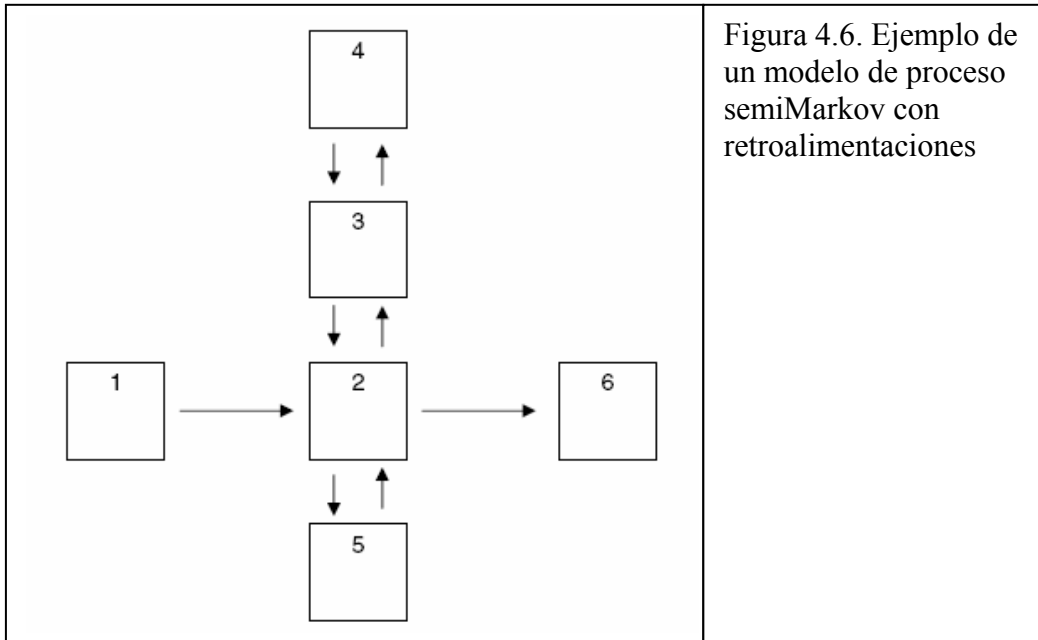 4
3
1
2
6
5
Figura 4.6. Ejemplo de
un modelo de proceso
semiMarkov con
retroalimentaciones